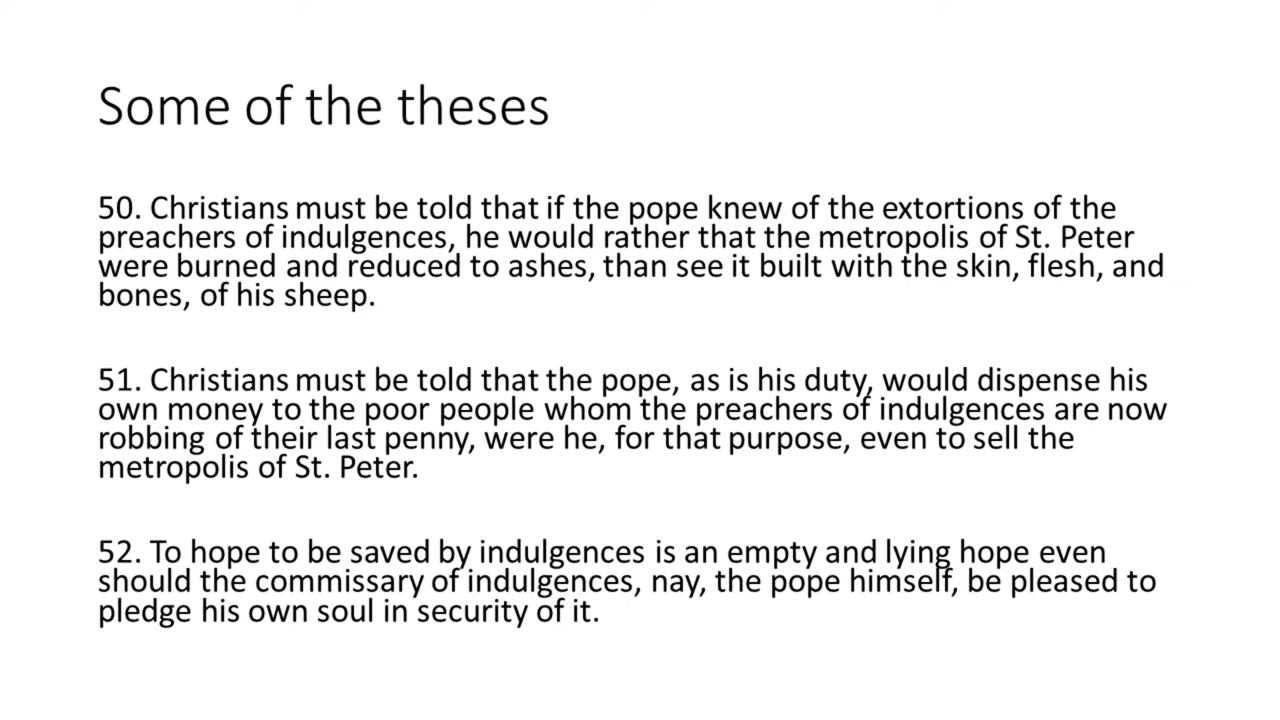 Some of the theses
50. Christians must be told that if the pope knew of the extortions of the
preachers of indulgences, he would rather that the metropolis of St. Peter
were burned and reduced to ashes, than see it built with the skin, flesh, and
bones, of his sheep.
51. Christians must be told that the pope, as is his duty, would dispense his
own money to the poor people whom the preachers of indulgences are now
robbing of their last penny, were he, for that purpose, even to sell the
metropolis of St. Peter.
52. To hope to be saved by indulgences is an empty and lying hope even
should the commissary of indulgences, nay, the pope himself, be pleased to
pledge his own soul in security of it.